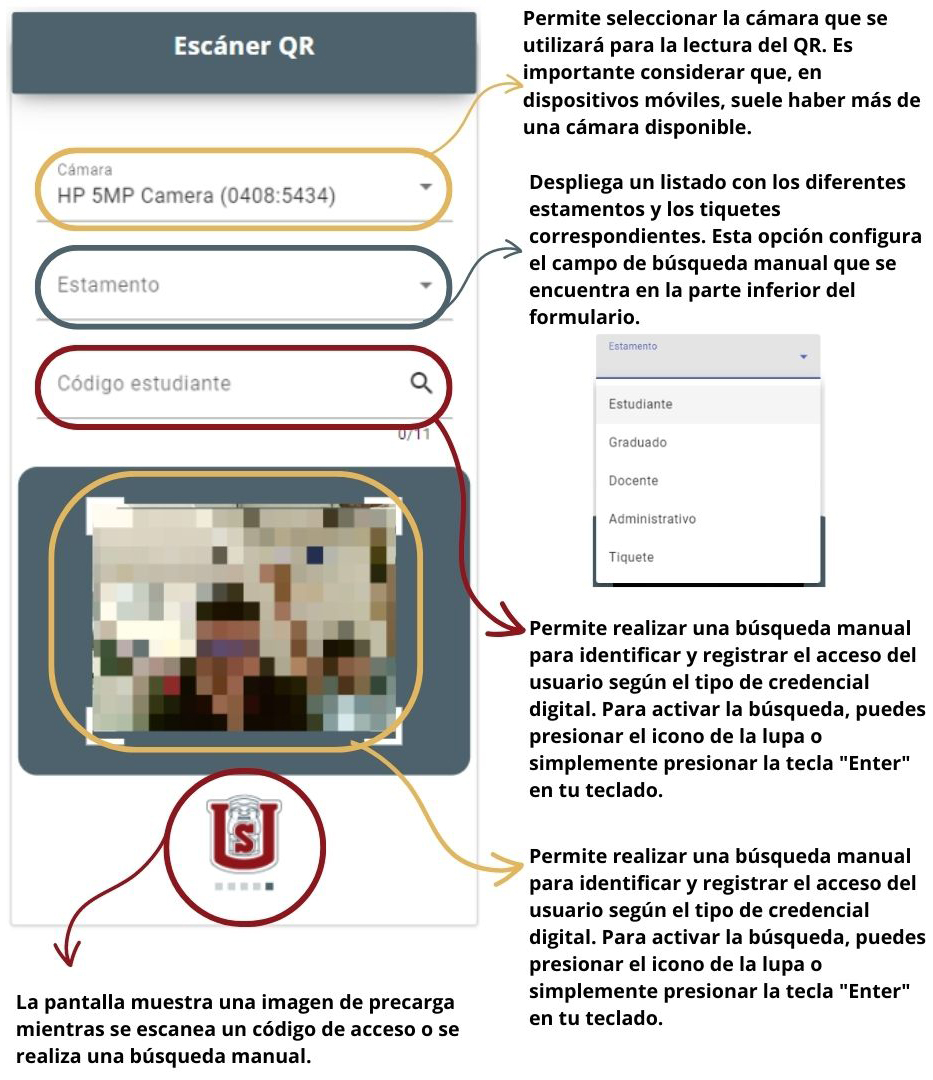 Escáner QR
Cámara
HP 5MP Camera (0408:5434)
Estamento
Código estudiante
0/11
Permite seleccionar la cámara que se
utilizará para la lectura del QR. Es
importante considerar que, en
dispositivos móviles, suele haber más de
una cámara disponible.
Despliega un listado con los diferentes
estamentos y los tiquetes
correspondientes. Esta opción configura
el campo de búsqueda manual que se
encuentra en la parte inferior del
formulario.
Estamento
Estudiante
Graduado
Docente
Administrativo
Tiquete
Permite realizar una búsqueda manual
para identificar y registrar el acceso del
usuario según el tipo de credencial
digital. Para activar la búsqueda, puedes
presionar el icono de la lupa o
simplemente presionar la tecla "Enter"
en tu teclado.
Permite realizar una búsqueda manual
para identificar y registrar el acceso del
usuario según el tipo de credencial
digital. Para activar la búsqueda, puedes
presionar el icono de la lupa o
simplemente presionar la tecla "Enter"
en tu teclado.
US
La pantalla muestra una imagen de precarga
mientras se escanea un código de acceso o se
realiza una búsqueda manual.